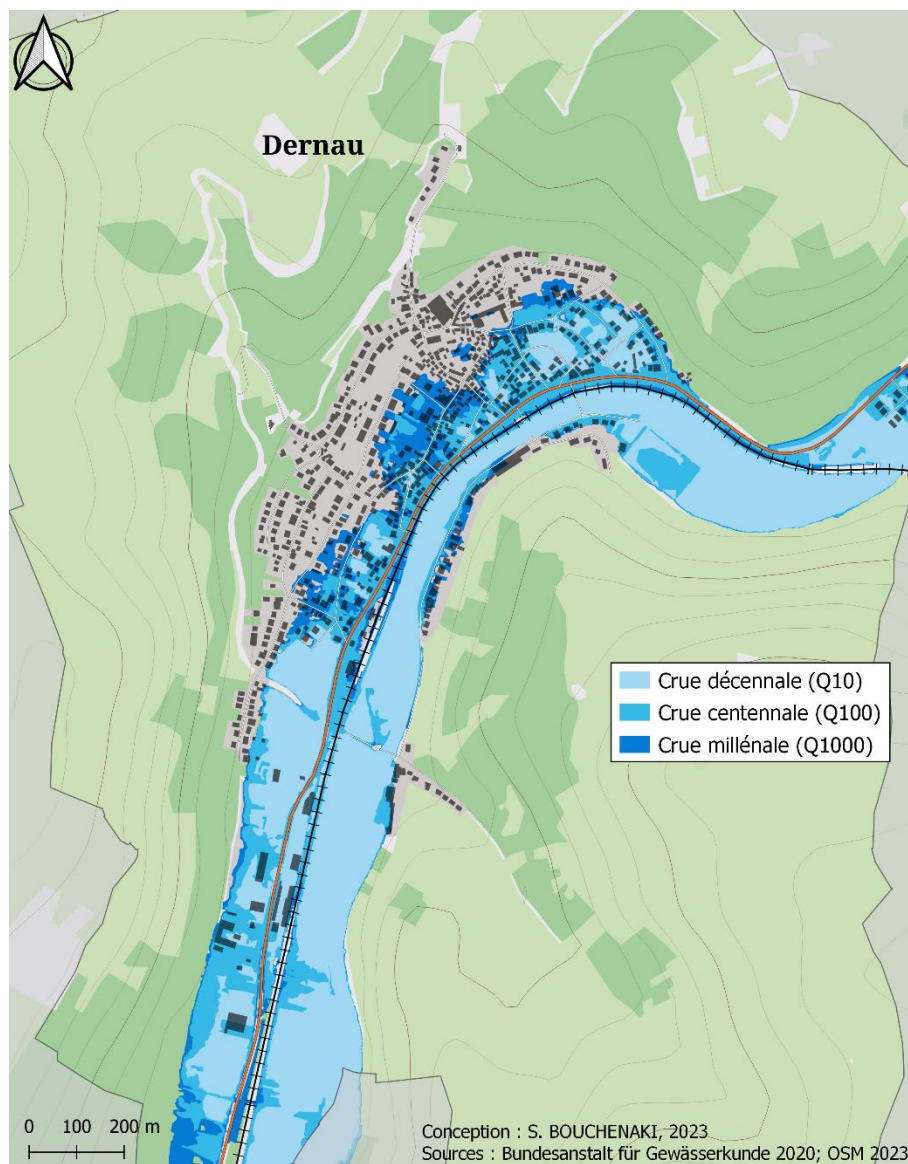 Dernau
Crue décennale (Q10)
Crue centennale (Q100)
Crue millénale (Q1000)
0 100 200 m
Conception : S. BOUCHENAKI, 2023
Sources : Bundesanstalt für Gewässerkunde 2020; OSM 2023